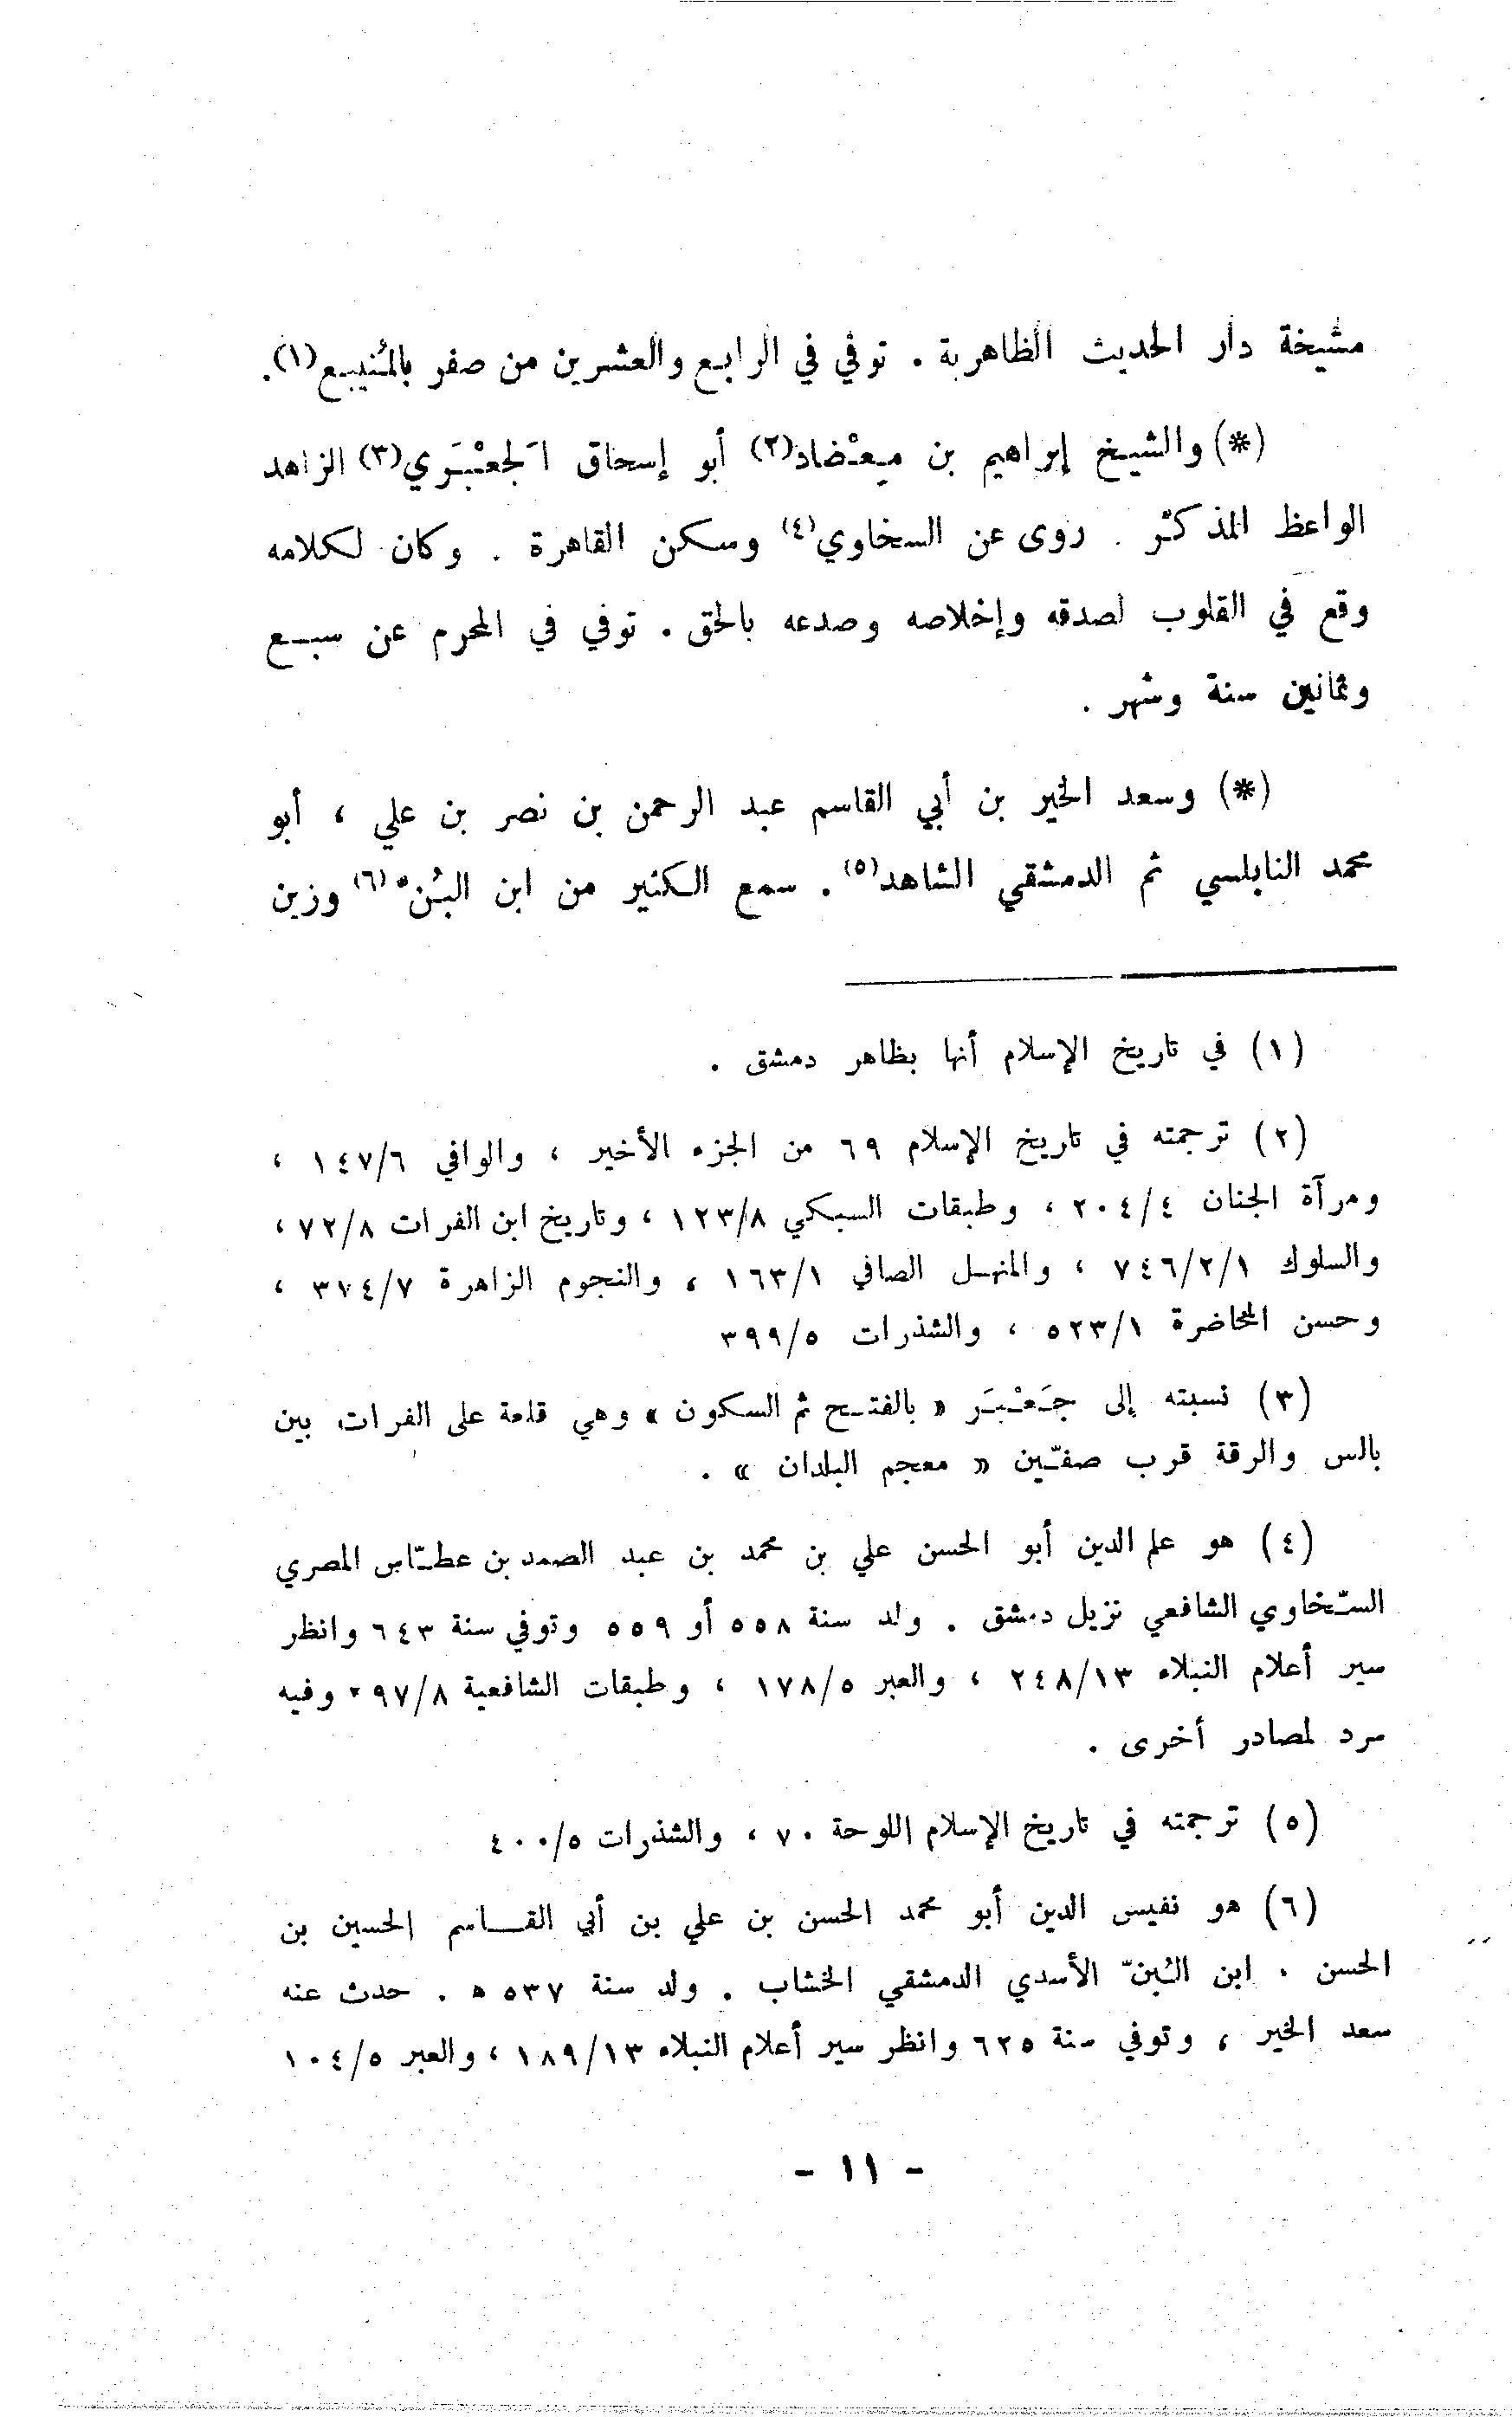 مشيخة دار الحديث الظاهرية . توفي في الرابع والعشرين من صفر بالمُنيبع(١).
(*) والشيخ إبراهيم بن مِعْضاد(٢) أبو إسحاق الجَعْبَري(٣) الزاهد
الواعظ المذكّر . روى عن السخاوي(٤) وسكن القاهرة . وكان لكلامه
وقع في القلوب لصدقه وإخلاصه وصدعه بالحق . توفي في المحرم عن سبع
وثمانين سنة وشهر .
(*) وسعد الخير بن أبي القاسم عبد الرحمن بن نصر بن علي ، أبو
محمد النابلسي ثم الدمشقي الشاهد(٥) . سمع الكثير من ابن البُن(٦) وزين
(١) في تاريخ الإسلام أنها بظاهر دمشق .
(٢) ترجمته في تاريخ الإسلام ٦٩ من الجزء الأخير ، والوافي ١٤٧/٦ ،
ومرآة الجنان ٢٠٤/٤ ، وطبقات السبكي ١٢٣/٨ ، وتاريخ ابن الفرات ٧٢/٨ ،
والسلوك ٧٤٦/٢/١ ، والمنهل الصافي ١٦٣/١ ، والنجوم الزاهرة ٣٧٤/٧ ،
وحسن المحاضرة ٥٢٣/١ ، والشذرات ٣٩٩/٥
(٣) نسبته إلى جَعْبَر « بالفتح ثم السكون » وهي قلعة على الفرات بين
بالس والرقة قرب صفّين « معجم البلدان » .
(٤) هو علم الدين أبو الحسن علي بن محمد بن عبد الصمد بن عطّاس المصري
السّخاوي الشافعي نزيل دمشق . ولد سنة ٥٥٨ أو ٥٥٩ وتوفي سنة ٦٤٣ وانظر
سير أعلام النبلاء ٢٤٨/١٣ ، والعبر ١٧٨/٥ ، وطبقات الشافعية ٩٧/٨ وفيه
سرد لمصادر أخرى .
(٥) ترجمته في تاريخ الإسلام اللوحة ٧٠ ، والشذرات ٤٠٠/٥
(٦) هو نفيس الدين أبو محمد الحسن بن علي بن أبي القاسم الحسين بن
الحسن . ابن البُنّ الأسدي الدمشقي الخشاب . ولد سنة ٥٣٧ ه . حدث عنه
سعد الخير ، وتوفي سنة ٦٢٥ وانظر سير أعلام النبلاء ١٨٩/١٣ ، والعبر ١٠٤/٥
- ١١ -